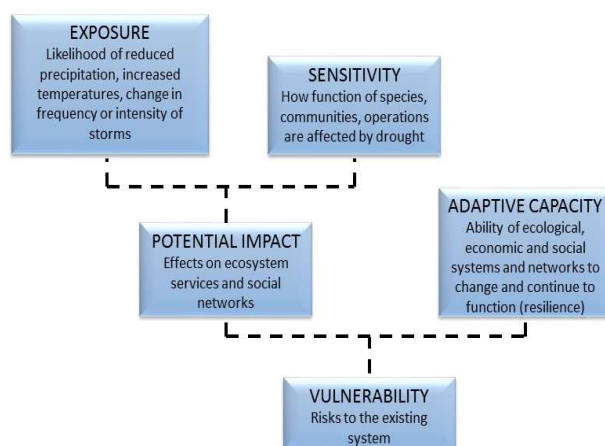 EXPOSURE
Likelihood of reduced
precipitation, increased
temperatures, change in
frequency or intensity of
storms
SENSITIVITY
How function of species,
communities, operations
are affected by drought
POTENTIAL IMPACT
Effects on ecosystem
services and social
networks
ADAPTIVE CAPACITY
Ability of ecological,
economic and social
systems and networks to
change and continue to
function (resilience)
VULNERABILITY
Risks to the existing
system